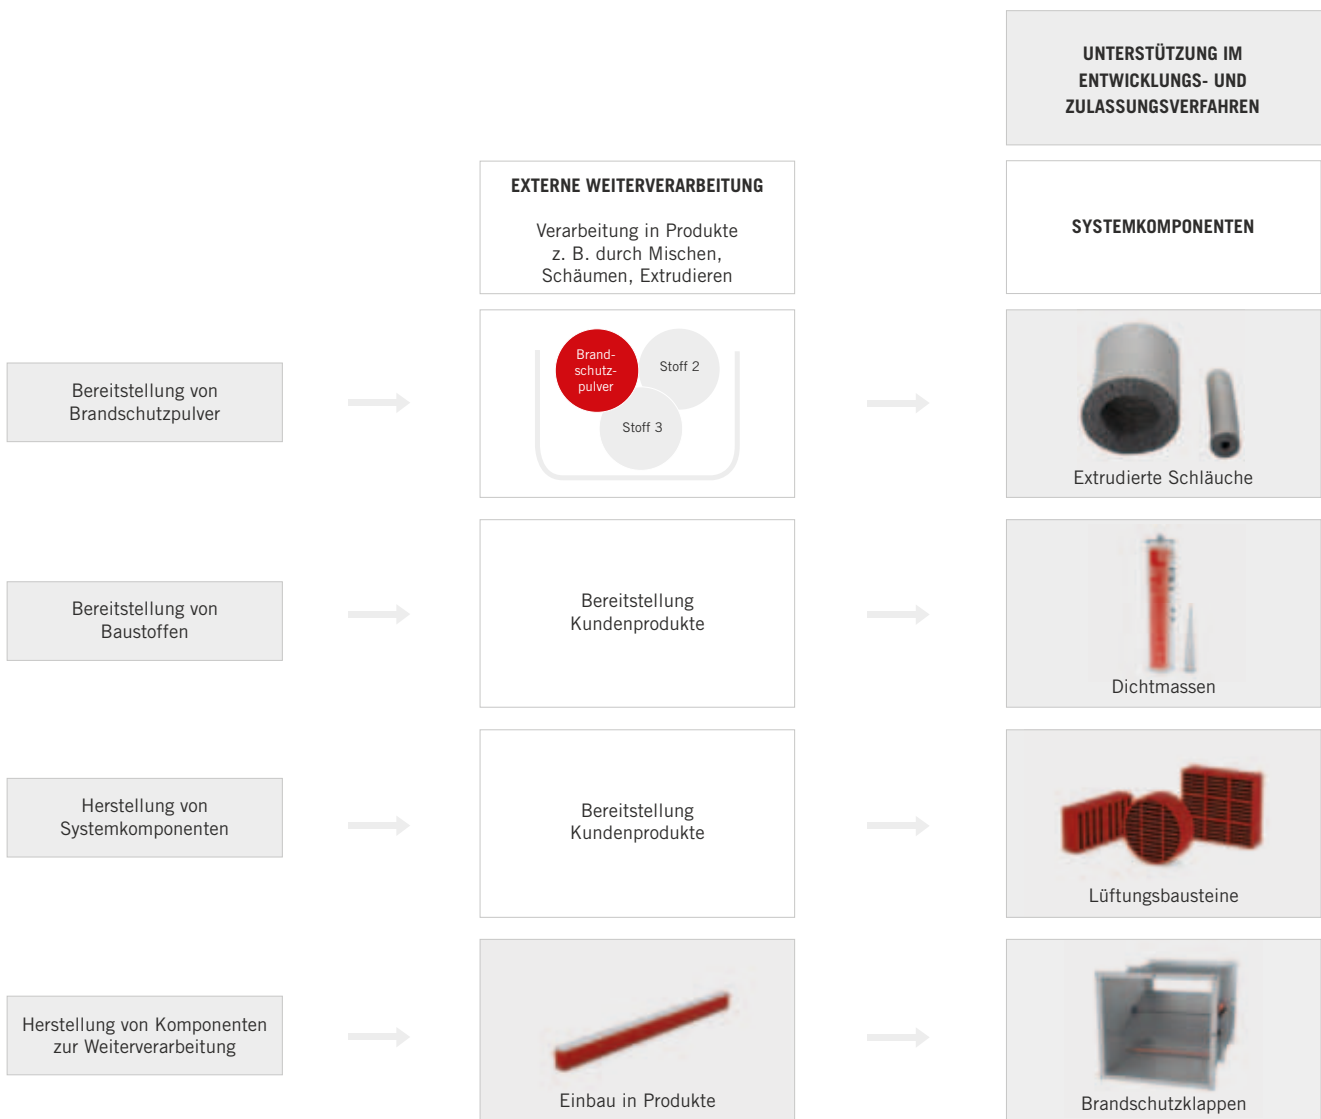 UNTERSTÜTZUNG IM
ENTWICKLUNGS- UND
ZULASSUNGSVERFAHREN
EXTERNE WEITERVERARBEITUNG
Verarbeitung in Produkte
z. B. durch Mischen,
Schäumen, Extrudieren
SYSTEMKOMPONENTEN
Bereitstellung von
Brandschutzpulver
Brand-
schutz-
pulver
Stoff 2
Stoff 3
Extrudierte Schläuche
Bereitstellung von
Baustoffen
Bereitstellung
Kundenprodukte
Dichtmassen
Herstellung von
Systemkomponenten
Bereitstellung
Kundenprodukte
Lüftungsbausteine
Herstellung von Komponenten
zur Weiterverarbeitung
Einbau in Produkte
Brandschutzklappen